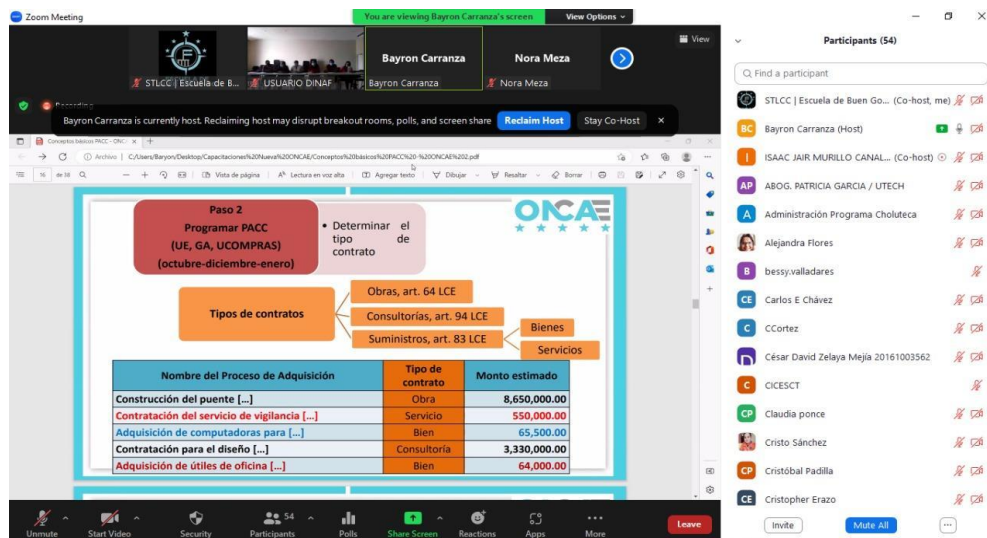 Zoom Meeting
You are viewing Bayron Carranza's screen
View Options
View
STLCC | Escuela de B...
USUARIO DINAF
Bayron Carranza
Bayron Carranza
Nora Meza
Nora Meza
Recording
Bayron Carranza is currently host. Reclaiming host may disrupt breakout rooms, polls, and screen share
Reclaim Host
Stay Co-Host
Conceptos básicos PACC - ONC
Archivo | C:/Users/Baryon/Desktop/Capacitaciones%20Nueva%20ONCAE/Conceptos%20básicos%20PACC%20-%20ONCAE%202.pdf
16 de 38
Vista de página
Lectura en voz alta
Agregar texto
Dibujar
Resaltar
Borrar
Paso 2
Programar PACC
(UE, GA, UCOMPRAS)
(octubre-diciembre-enero)
• Determinar el
tipo de
contrato
ONCAE
Tipos de contratos
Obras, art. 64 LCE
Consultorías, art. 94 LCE
Suministros, art. 83 LCE
Bienes
Servicios
Nombre del Proceso de Adquisición Tipo de contrato Monto estimado
Construcción del puente [...] Obra 8,650,000.00
Contratación del servicio de vigilancia [...] Servicio 550,000.00
Adquisición de computadoras para [...] Bien 65,500.00
Contratación para el diseño [...] Consultoría 3,330,000.00
Adquisición de útiles de oficina [...] Bien 64,000.00
Unmute
Start Video
Security
54
Participants
Polls
Share Screen
Reactions
Apps
More
Leave
Participants (54)
Find a participant
STLCC | Escuela de Buen Go... (Co-host, me)
BC Bayron Carranza (Host)
I ISAAC JAIR MURILLO CANAL... (Co-host)
AP ABOG. PATRICIA GARCIA / UTECH
A Administración Programa Choluteca
Alejandra Flores
B bessy.valladares
CE Carlos E Chávez
C CCortez
César David Zelaya Mejía 20161003562
C CICESCT
CP Claudia ponce
Cristo Sánchez
CP Cristóbal Padilla
CE Cristopher Erazo
Invite
Mute All